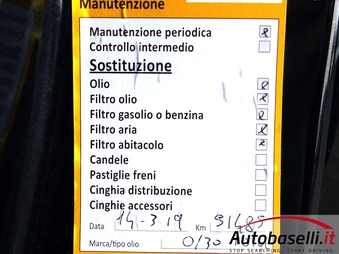 Manutenzione
Manutenzione periodica
Controllo intermedio
Sostituzione
Olio
Filtro olio
Filtro gasolio o benzina
Filtro aria
Filtro abitacolo
Candele
Pastiglie freni
Cinghia distribuzione
Cinghie accessori
Data 14-3 19 Km 91485
Marca/tipo olio 0/30
Autobaselli.it
STOP SEARCHING. START DRIVING.